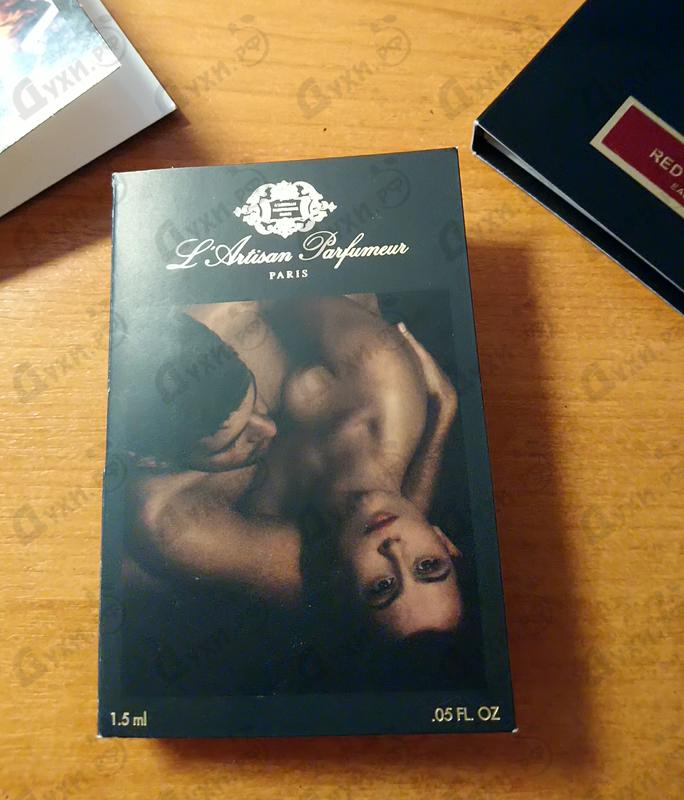 L'Artisan Parfumeur
PARIS
RED
1.5 ml
.05 FL. OZ
Духи.рф